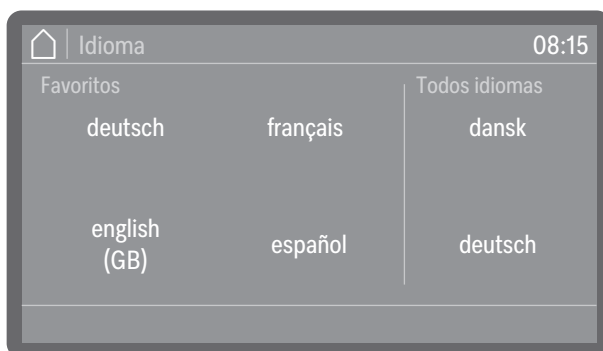 Idioma 08:15
Favoritos Todos idiomas
deutsch français dansk
english
(GB) español deutsch